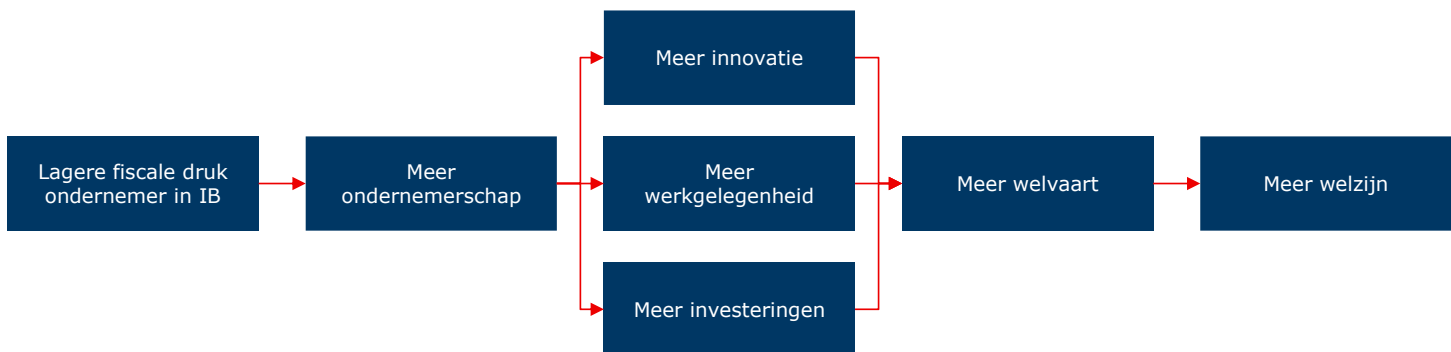 Lagere fiscale druk
ondernemer in IB
Meer
ondernemerschap
Meer innovatie
Meer
werkgelegenheid
Meer investeringen
Meer welvaart
Meer welzijn